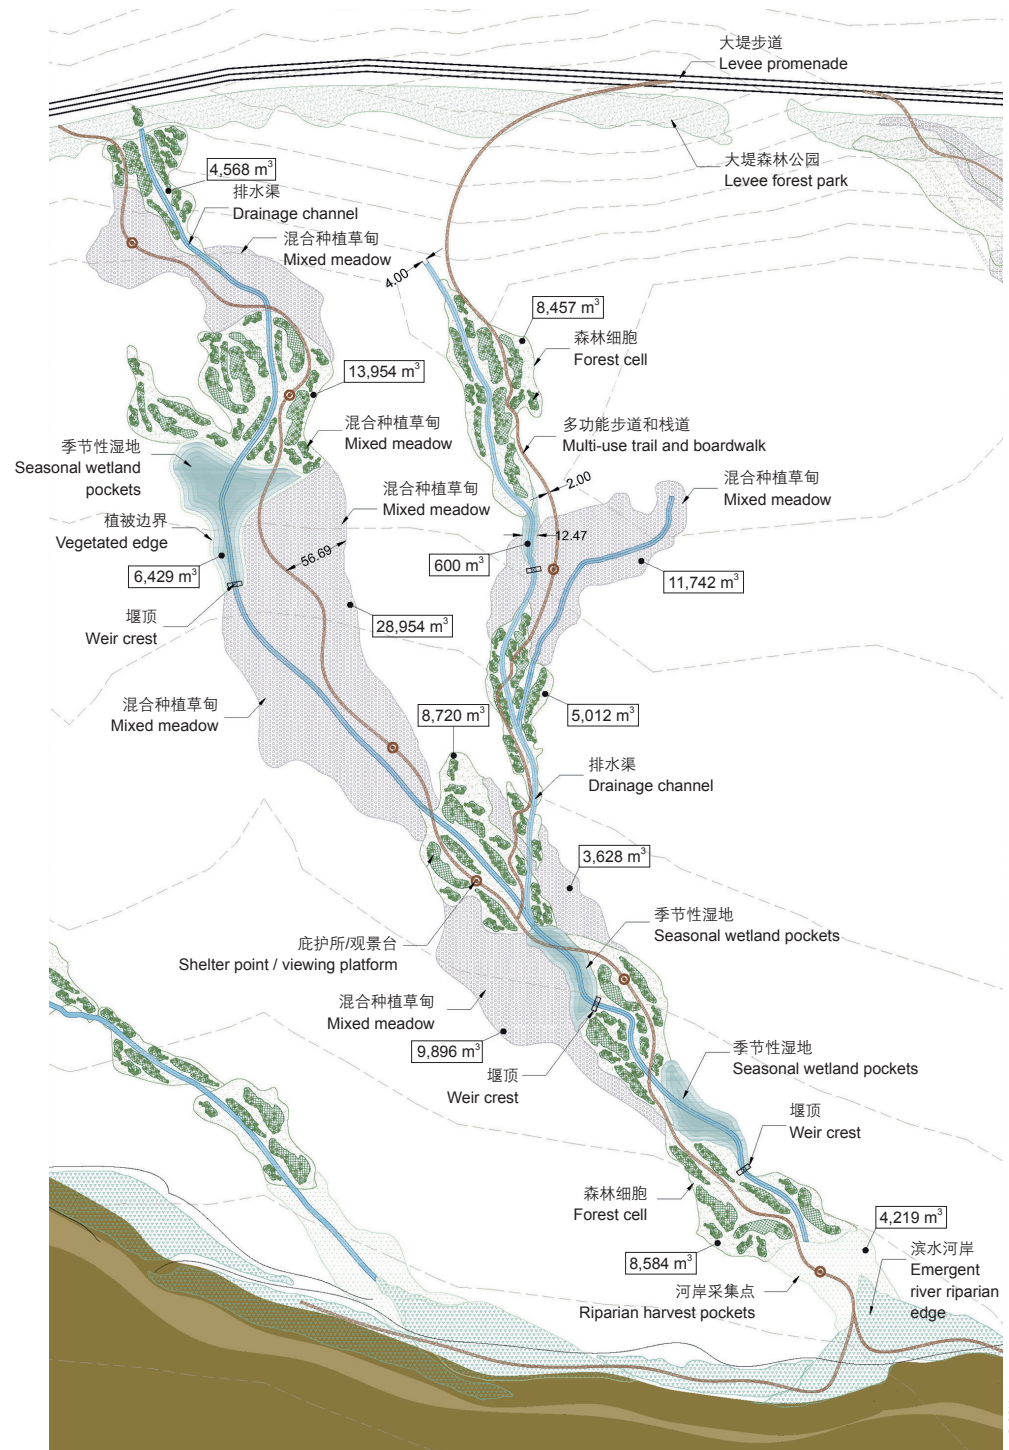 大堤步道
Levee promenade
大堤森林公园
Levee forest park
4,568 m³
排水渠
Drainage channel
混合种植草甸
Mixed meadow
4.00
8,457 m³
森林细胞
Forest cell
13,954 m³
混合种植草甸
Mixed meadow
多功能步道和栈道
Multi-use trail and boardwalk
季节性湿地
Seasonal wetland
pockets
混合种植草甸
Mixed meadow
2.00
混合种植草甸
Mixed meadow
植被边界
Vegetated edge
12.47
56.69
600 m³
6,429 m³
11,742 m³
堰顶
Weir crest
28,954 m³
混合种植草甸
Mixed meadow
8,720 m³
5,012 m³
排水渠
Drainage channel
3,628 m³
季节性湿地
Seasonal wetland pockets
庇护所/观景台
Shelter point / viewing platform
混合种植草甸
Mixed meadow
9,896 m³
堰顶
Weir crest
季节性湿地
Seasonal wetland pockets
堰顶
Weir crest
森林细胞
Forest cell
4,219 m³
8,584 m³
滨水河岸
Emergent
river riparian
edge
河岸采集点
Riparian harvest pockets